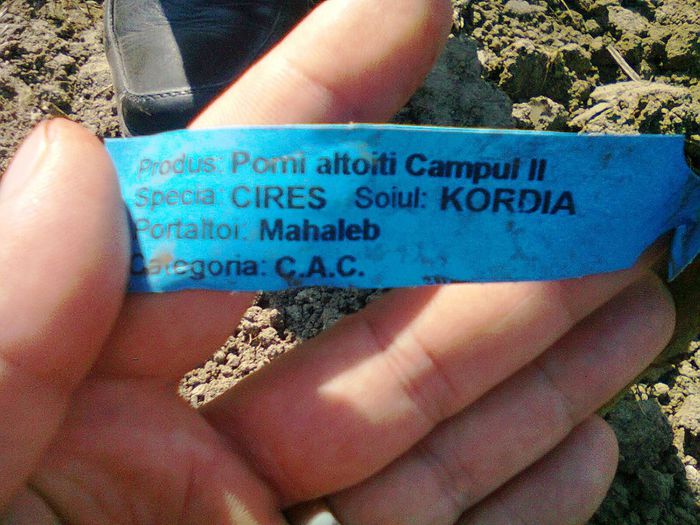 Produs: Pomi altoiti Campul II
Specia: CIRES Soiul: KORDIA
Portaltoi: Mahaleb
Categoria: C.A.C.